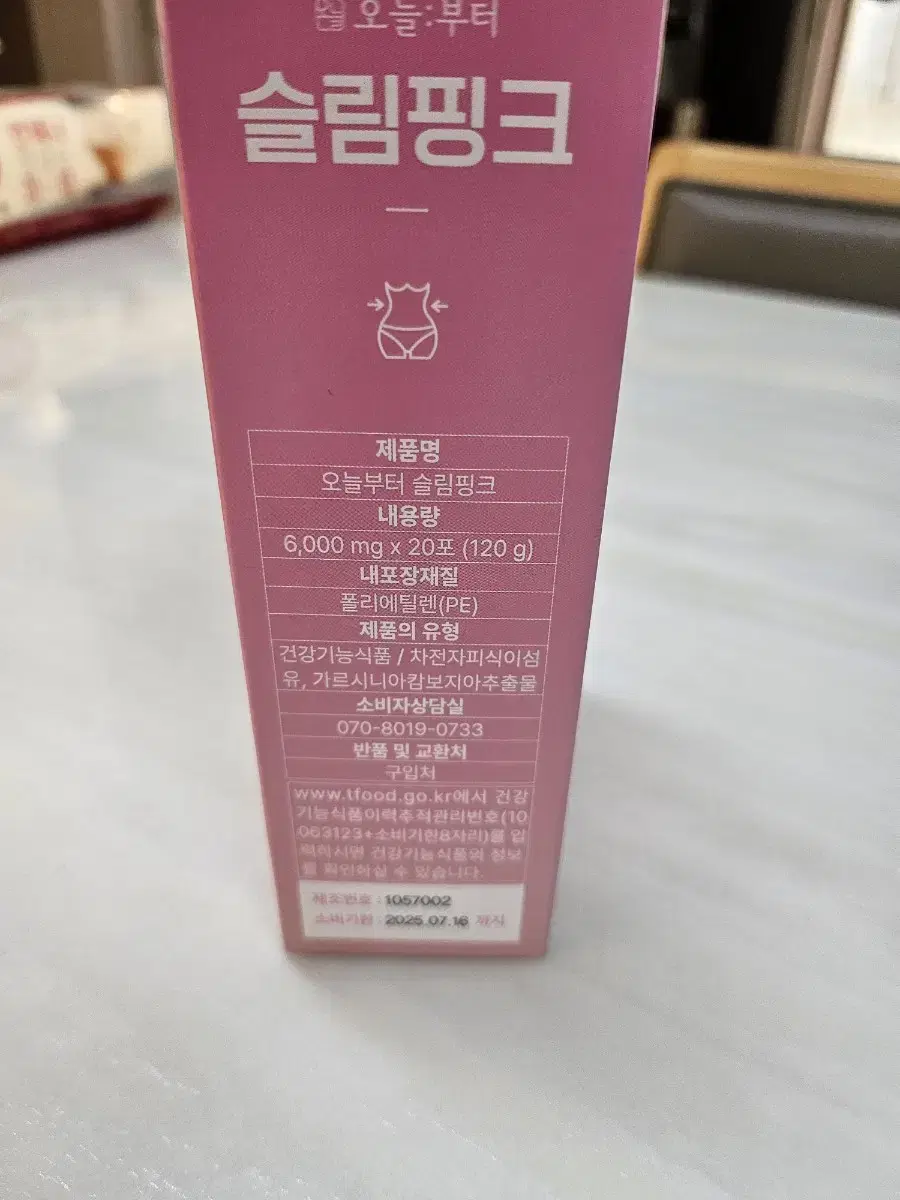 오늘:부터
슬림핑크
제품명
오늘부터 슬림핑크
내용량
6,000 mg x 20포 (120 g)
내포장재질
폴리에틸렌(PE)
제품의 유형
건강기능식품 / 차전자피식이섬
유, 가르시니아캄보지아추출물
소비자상담실
070-8019-0733
반품 및 교환처
구입처
www.tfood.go.kr에서 건강
기능식품이력추적관리번호(10
063123+소비기한8자리)를 입
력하시면 건강기능식품의 정보
를 확인하실 수 있습니다.
제조번호 : 1057002
소비기한 : 2025.07.16 까지